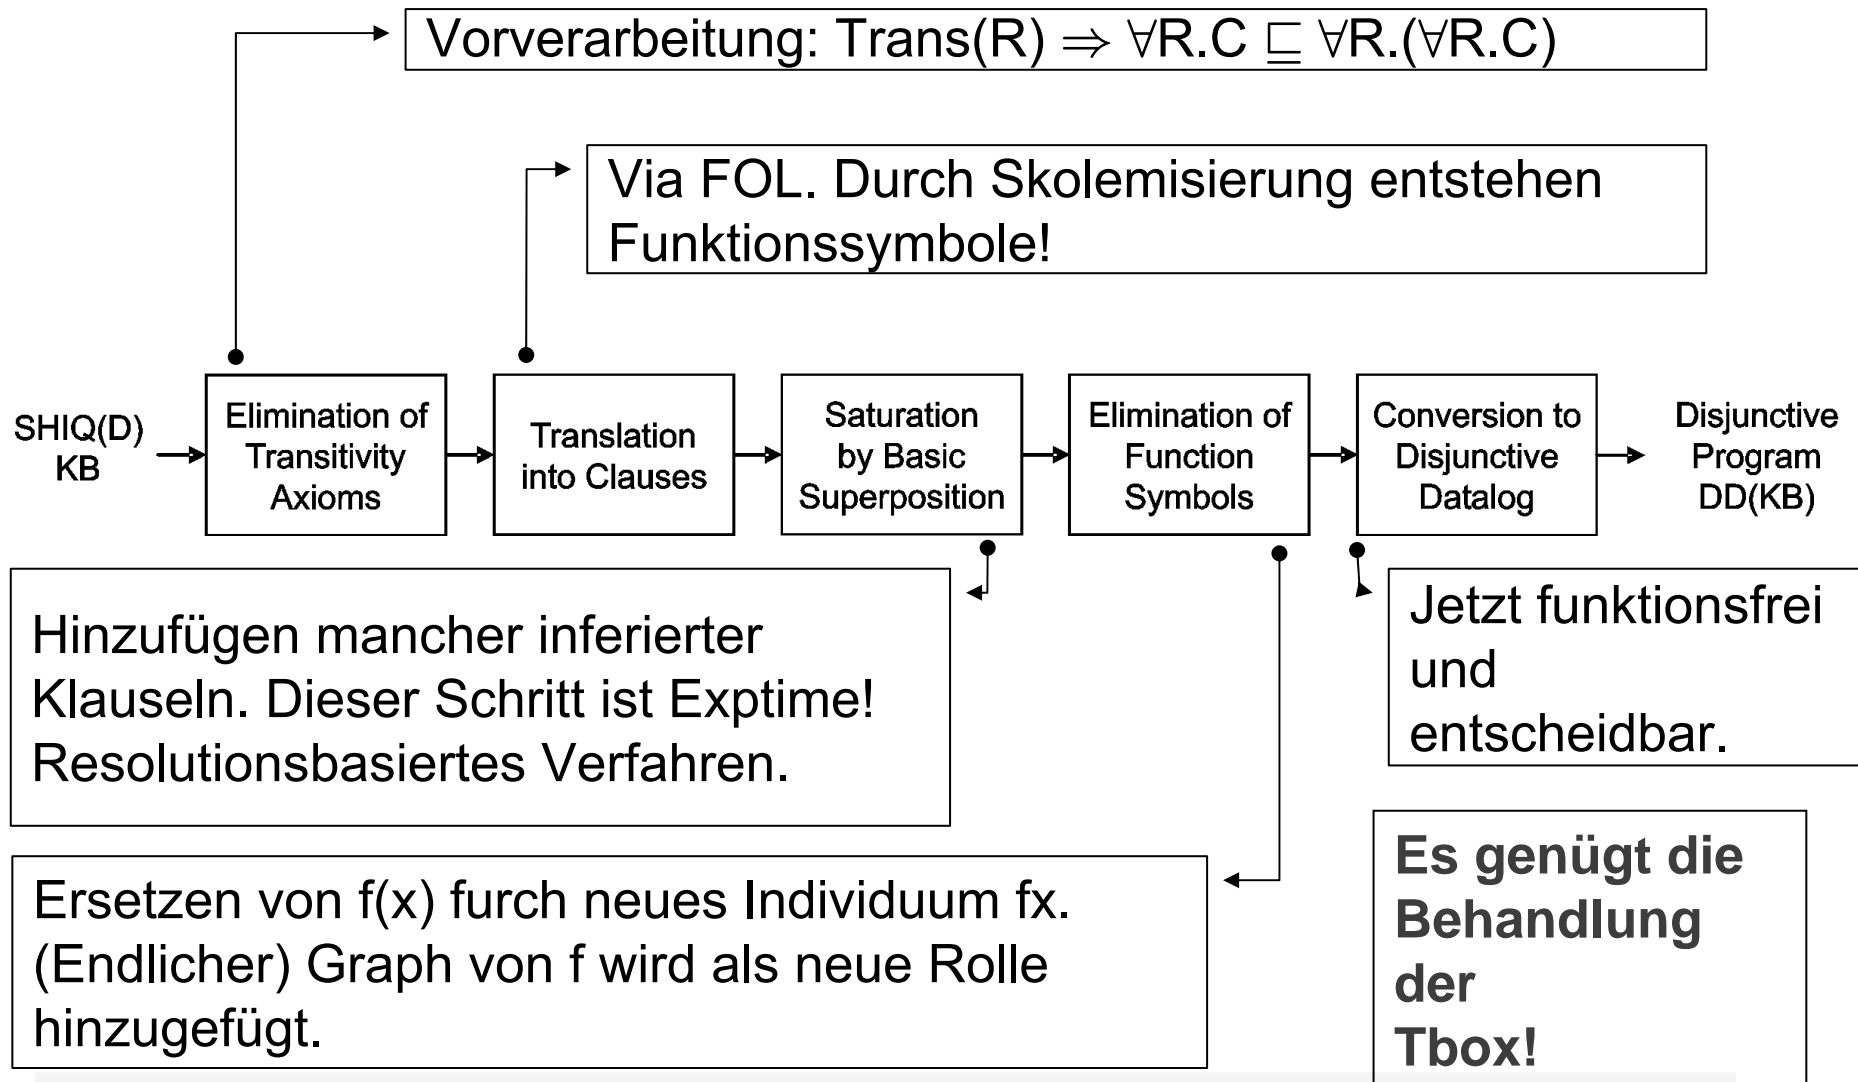 Vorverarbeitung: Trans(R) ⇒ ∀R.C ⊑ ∀R.(∀R.C)
Via FOL. Durch Skolemisierung entstehen
Funktionssymbole!
SHIQ(D)
KB
Elimination of
Transitivity
Axioms
Translation
into Clauses
Saturation
by Basic
Superposition
Elimination of
Function
Symbols
Conversion to
Disjunctive
Datalog
Disjunctive
Program
DD(KB)
Hinzufügen mancher inferierter
Klauseln. Dieser Schritt ist Exptime!
Resolutionsbasiertes Verfahren.
Jetzt funktionsfrei
und
entscheidbar.
Ersetzen von f(x) furch neues Individuum fx.
(Endlicher) Graph von f wird als neue Rolle
hinzugefügt.
Es genügt die
Behandlung
der
Tbox!